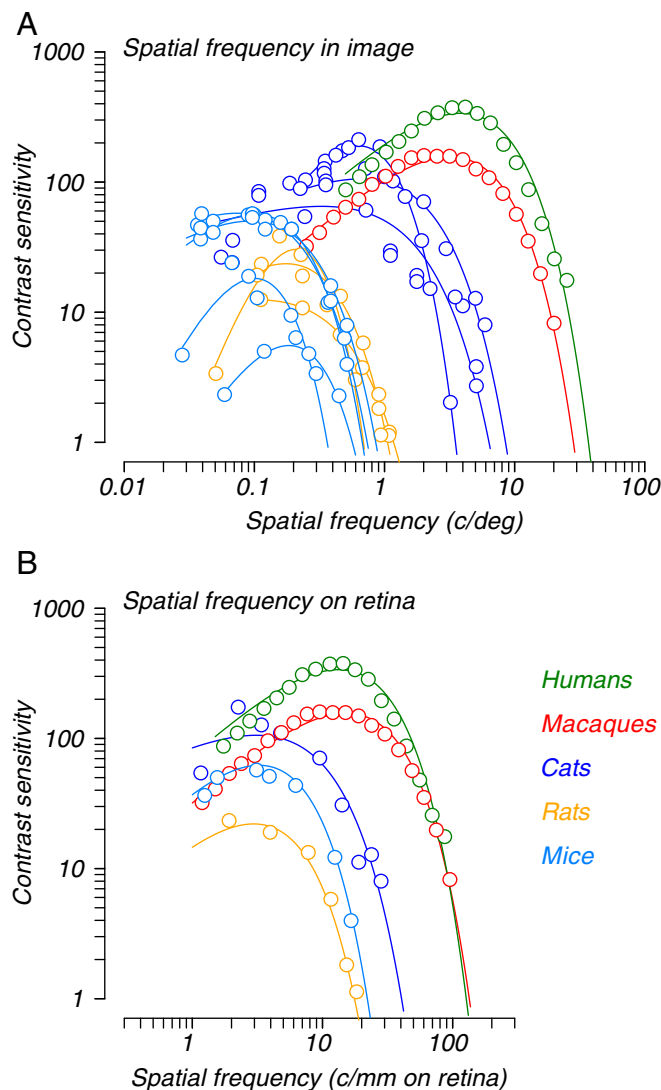 A
Spatial frequency in image
1000
100
10
1
Contrast sensitivity
0.01 0.1 1 10 100
Spatial frequency (c/deg)
B
Spatial frequency on retina
1000
100
10
1
Contrast sensitivity
Humans
Macaques
Cats
Rats
Mice
1 10 100
Spatial frequency (c/mm on retina)